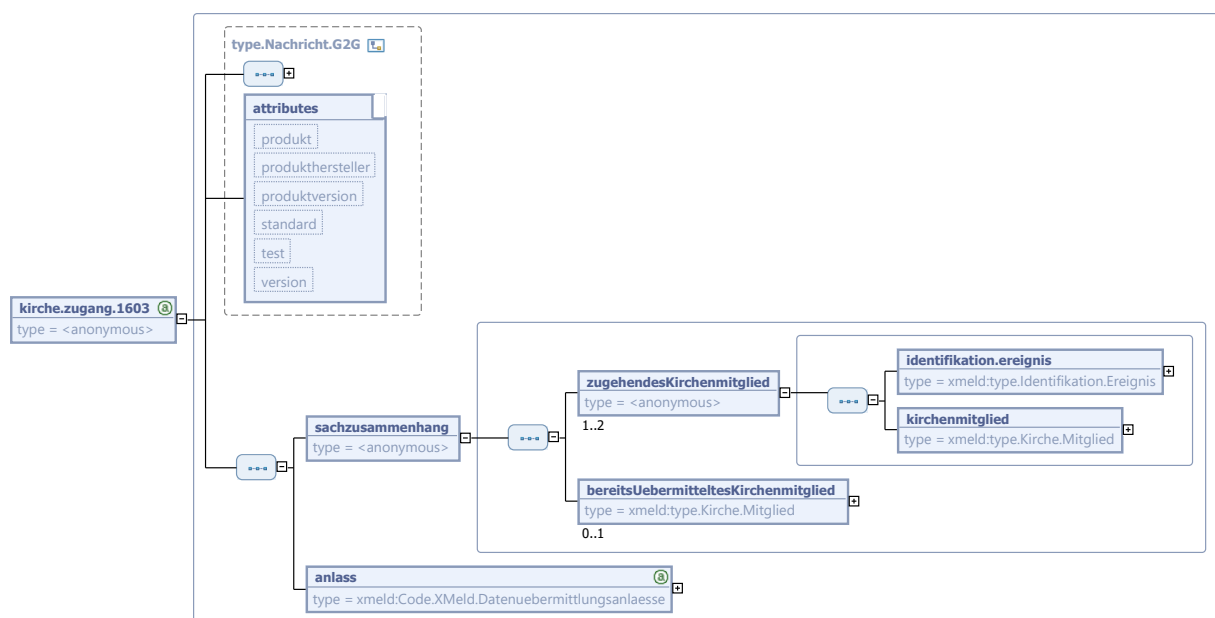 type.Nachricht.G2G
attributes
produkt
produkthersteller
produktversion
standard
test
version
kirche.zugang.1603 a
type = <anonymous>
sachzusammenhang
type = <anonymous>
zugehendesKirchenmitglied
type = <anonymous>
1..2
identifikation.ereignis
type = xmeld:type.Identifikation.Ereignis
kirchenmitglied
type = xmeld:type.Kirche.Mitglied
bereitsUebermitteltesKirchenmitglied
type = xmeld:type.Kirche.Mitglied
0..1
anlass a
type = xmeld:Code.XMeld.Datenuebermittlungsanlaesse